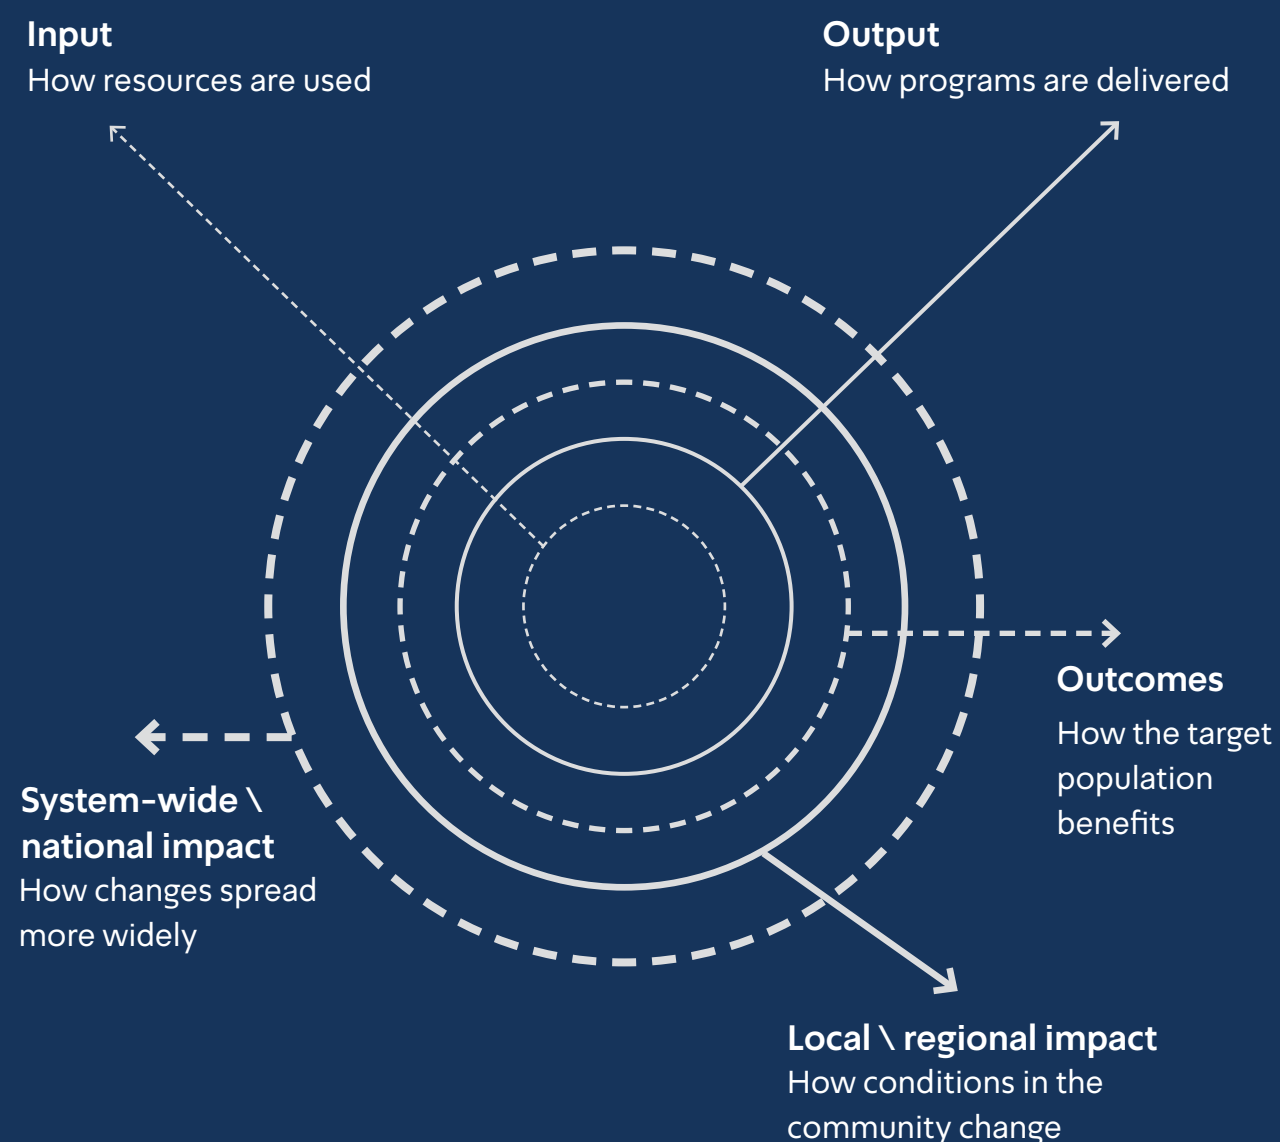 Input
How resources are used
Output
How programs are delivered
Outcomes
How the target
population
benefits
System-wide \
national impact
How changes spread
more widely
Local \ regional impact
How conditions in the
community change